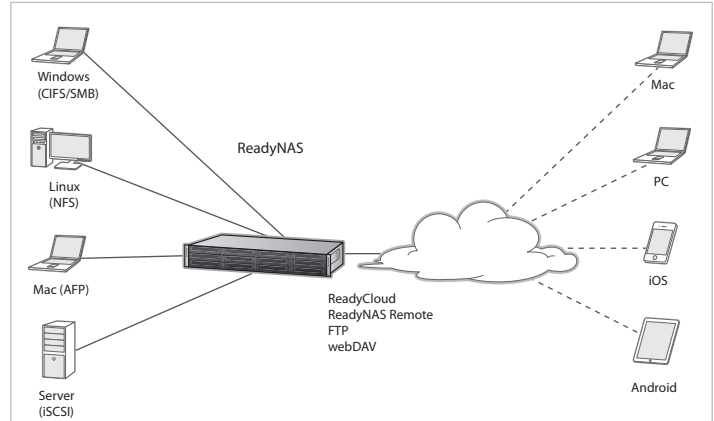 Windows
(CIFS/SMB)
Linux
(NFS)
Mac (AFP)
Server
(iSCSI)
ReadyNAS
ReadyCloud
ReadyNAS Remote
FTP
webDAV
Mac
PC
iOS
Android